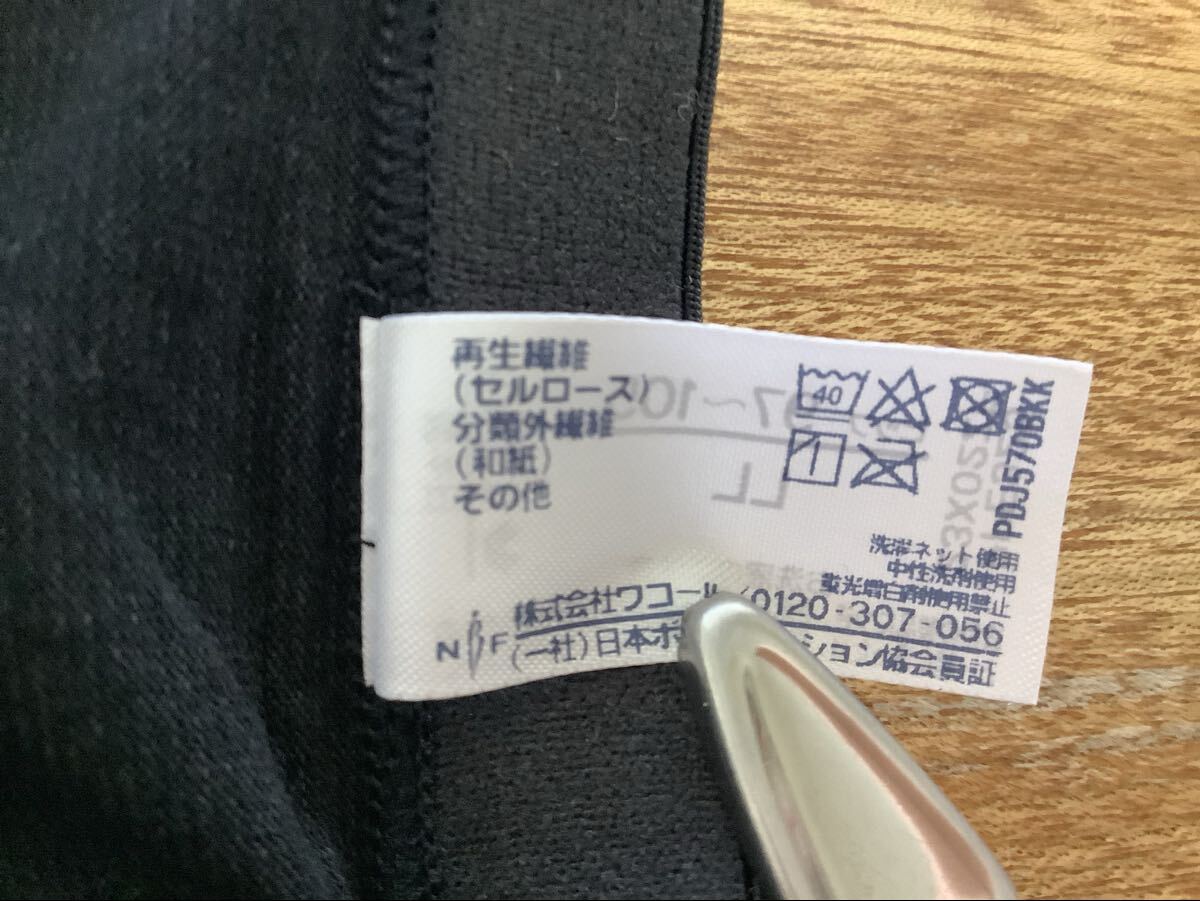 再生繊維
(セルロース)
分類外繊維
(和紙)
その他
40
PDJ570BKK
洗濯ネット使用
中性洗剤使用
蛍光増白剤使用禁止
株式会社ワコール/0120-307-056
NBF (一社)日本ボ ション協会員証